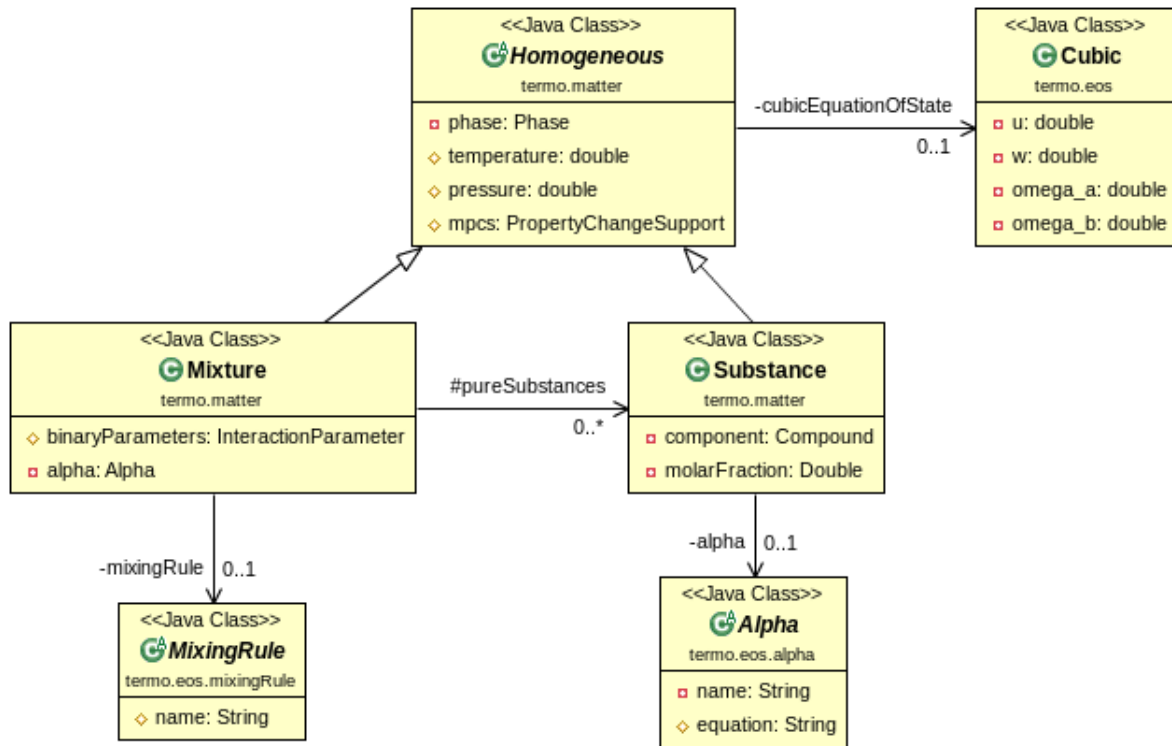 <<Java Class>>
Homogeneous
termo.matter
phase: Phase
temperature: double
pressure: double
mpcs: PropertyChangeSupport
-cubicEquationOfState
0..1
<<Java Class>>
Cubic
termo.eos
u: double
w: double
omega_a: double
omega_b: double
<<Java Class>>
Mixture
termo.matter
binaryParameters: InteractionParameter
alpha: Alpha
#pureSubstances
0..*
<<Java Class>>
Substance
termo.matter
component: Compound
molarFraction: Double
-mixingRule
0..1
-alpha
0..1
<<Java Class>>
MixingRule
termo.eos.mixingRule
name: String
<<Java Class>>
Alpha
termo.eos.alpha
name: String
equation: String